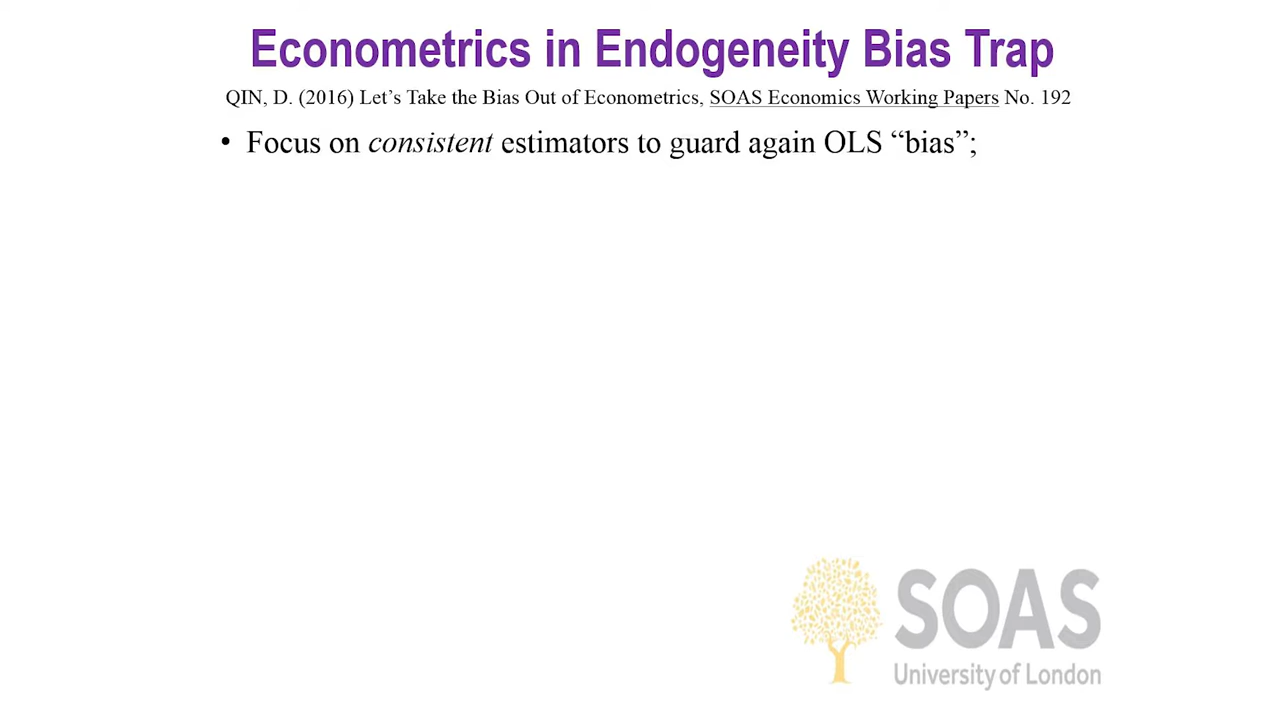 Econometrics in Endogeneity Bias Trap
QIN, D. (2016) Let’s Take the Bias Out of Econometrics, SOAS Economics Working Papers No. 192
• Focus on consistent estimators to guard again OLS “bias”;
SOAS
University of London